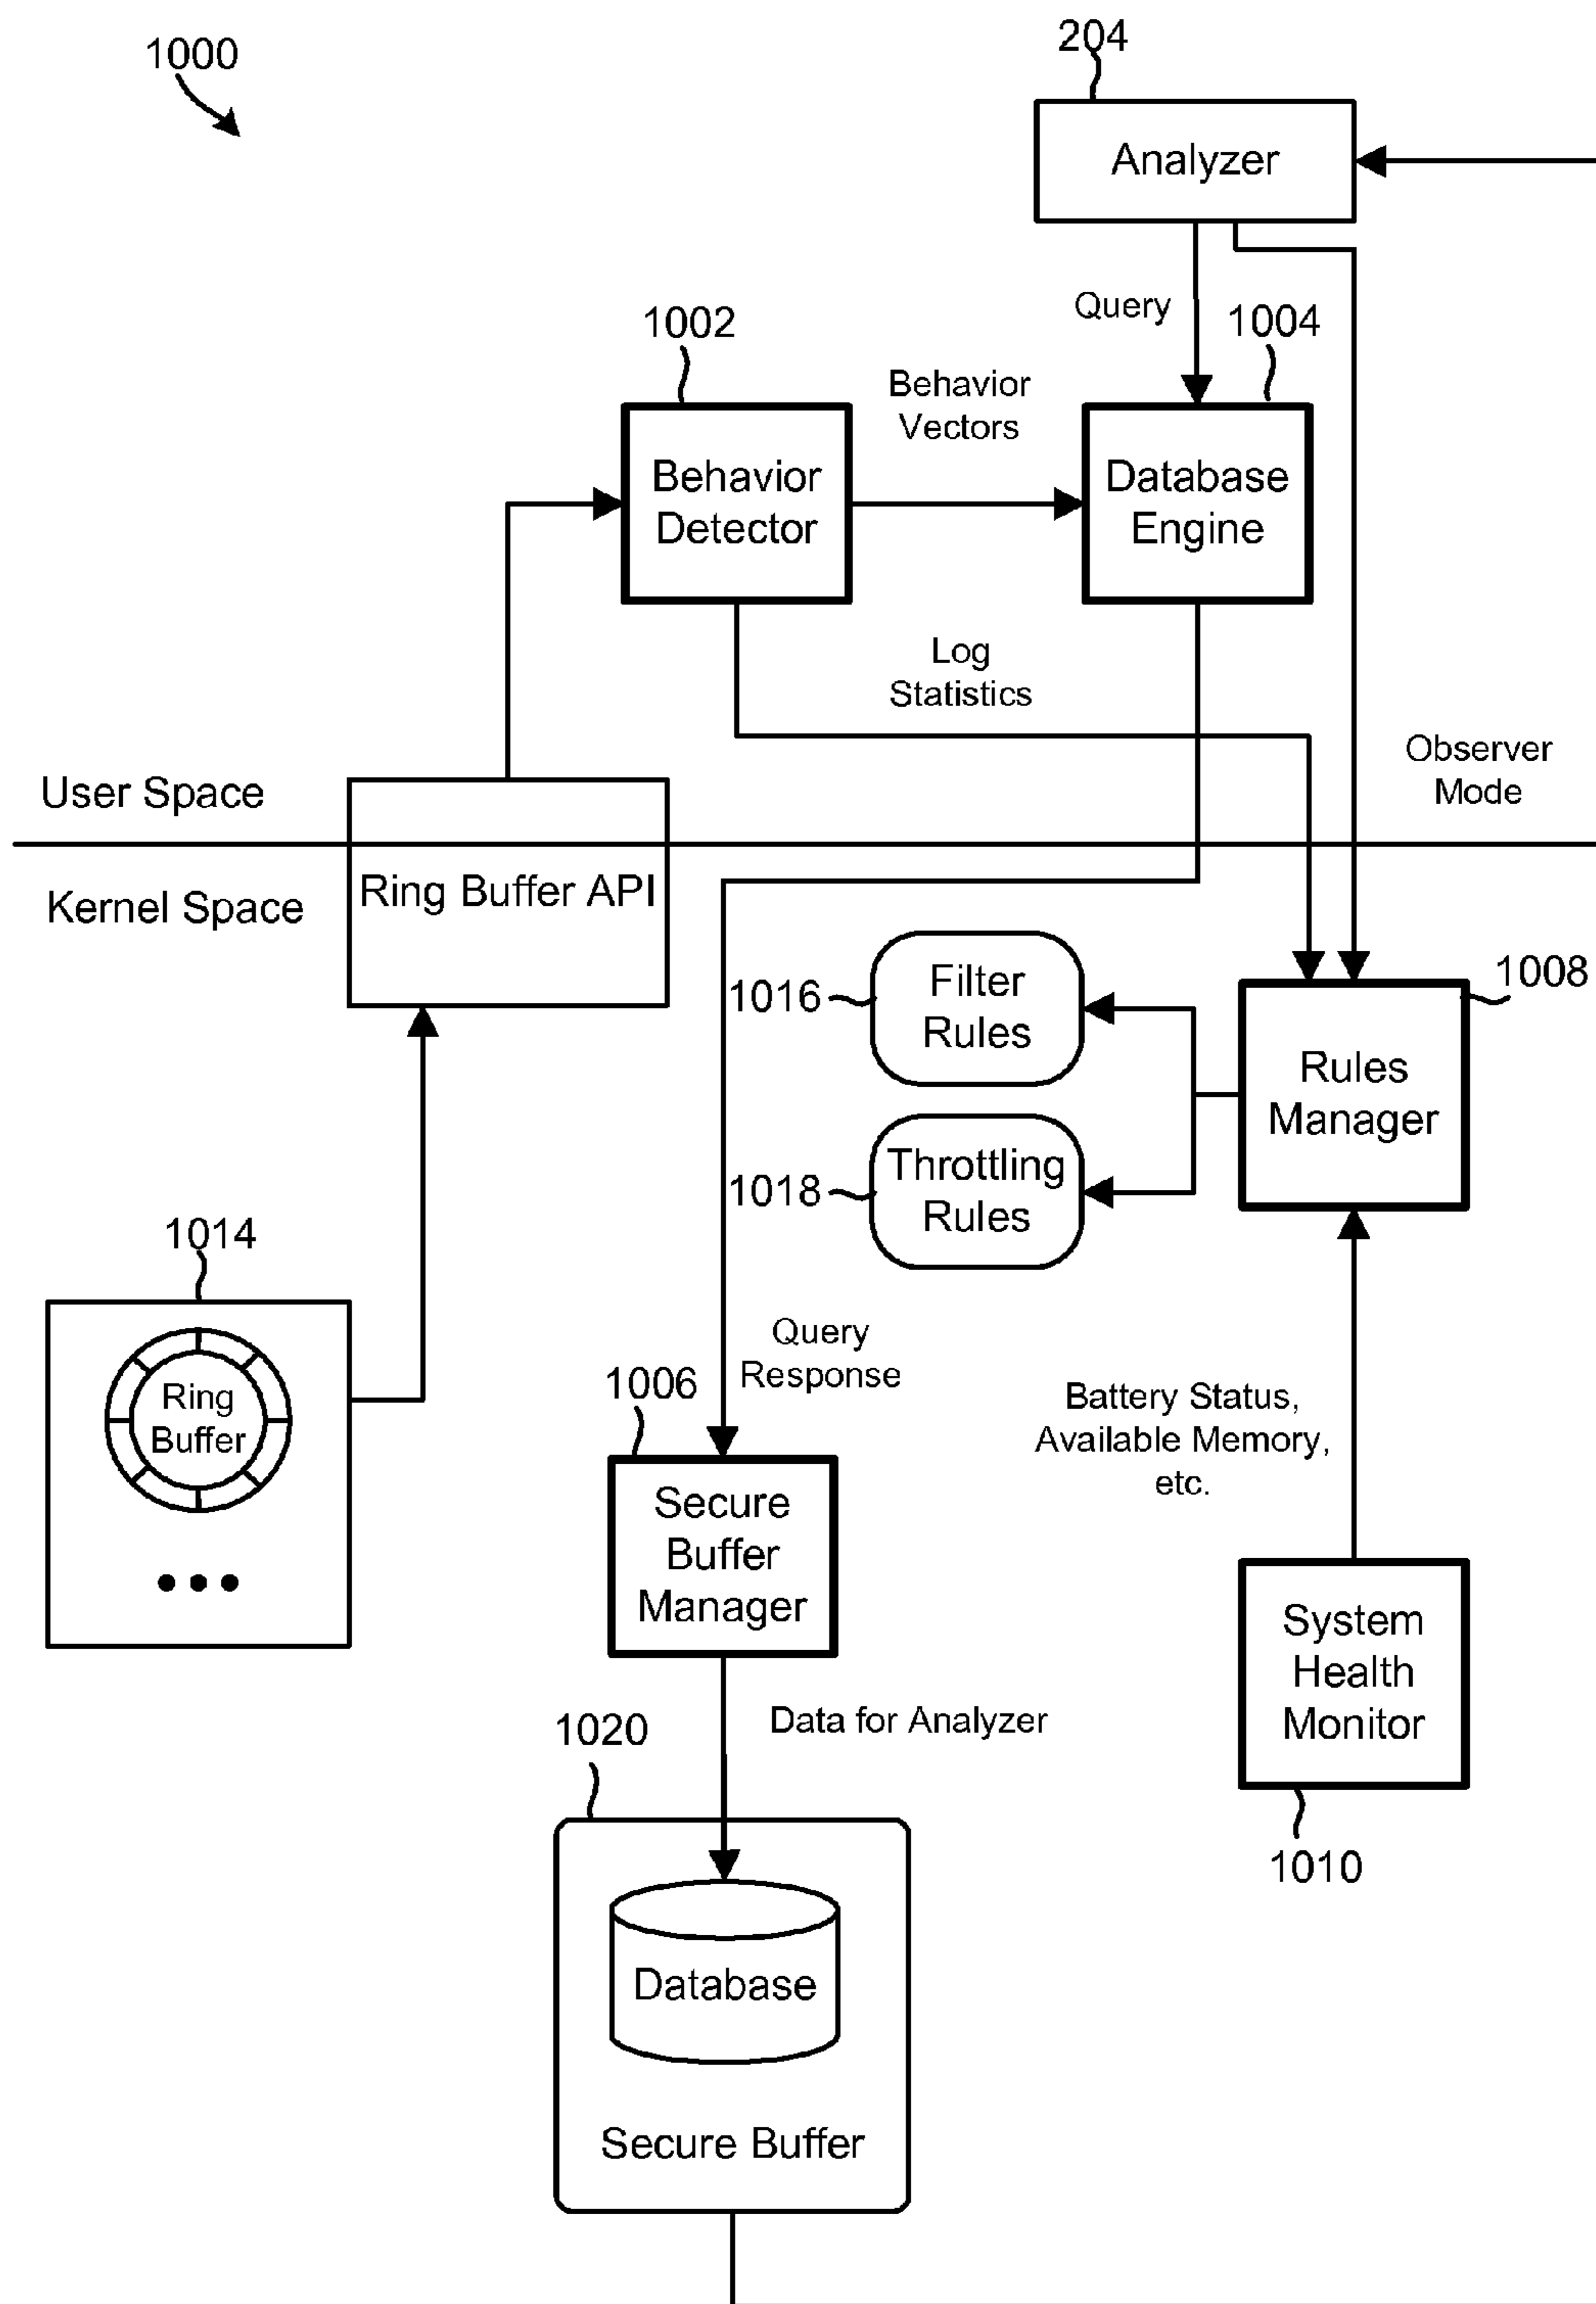 1000
204
Analyzer
Query
1004
1002
Behavior
Vectors
Behavior
Detector
Database
Engine
Log
Statistics
Observer
Mode
User Space
Kernel Space
Ring Buffer API
1016
Filter
Rules
1008
Rules
Manager
1018
Throttling
Rules
1014
Ring
Buffer
Query
Response
1006
Battery Status,
Available Memory,
etc.
Secure
Buffer
Manager
System
Health
Monitor
1010
Data for Analyzer
1020
Database
Secure Buffer